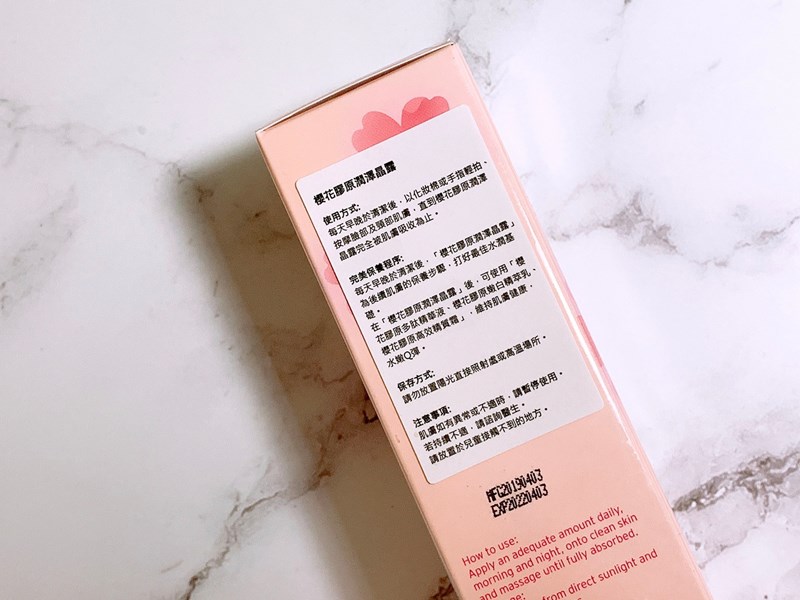 櫻花膠原潤澤晶露
使用方式:
每天早晚於清潔後，以化妝棉或手指輕拍、
按摩臉部及頸部肌膚，直到櫻花膠原潤澤
晶露完全被肌膚吸收為止。
完美保養程序:
每天早晚於清潔後，「櫻花膠原潤澤晶露」
為後續肌膚的保養步驟，打好最佳水潤基
礎。
在「櫻花膠原潤澤晶露」後，可使用「櫻
花膠原多肽精華液、櫻花膠原嫩白精萃乳、
櫻花膠原高效精質霜」，維持肌膚健康，
水嫩Q彈。
保存方式:
請勿放置陽光直接照射處或高溫場所。
注意事項:
肌膚如有異常或不適時，請暫停使用。
若持續不適，請諮詢醫生。
請放置於兒童接觸不到的地方。
MFG20190403
EXP20220403
How to use:
Apply an adequate amount daily,
morning and night, onto clean skin
and massage until fully absorbed.
from direct sunlight and